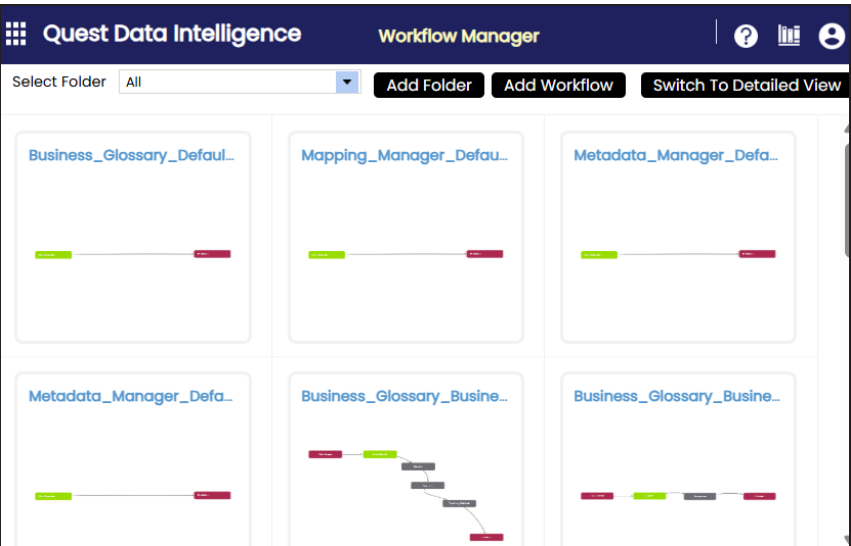 Quest Data Intelligence
Workflow Manager
Select Folder All Add Folder Add Workflow Switch To Detailed View
Business_Glossary_Defaul...
Mapping_Manager_Defau...
Metadata_Manager_Defa...
Metadata_Manager_Defa...
Business_Glossary_Busine...
Business_Glossary_Busine...